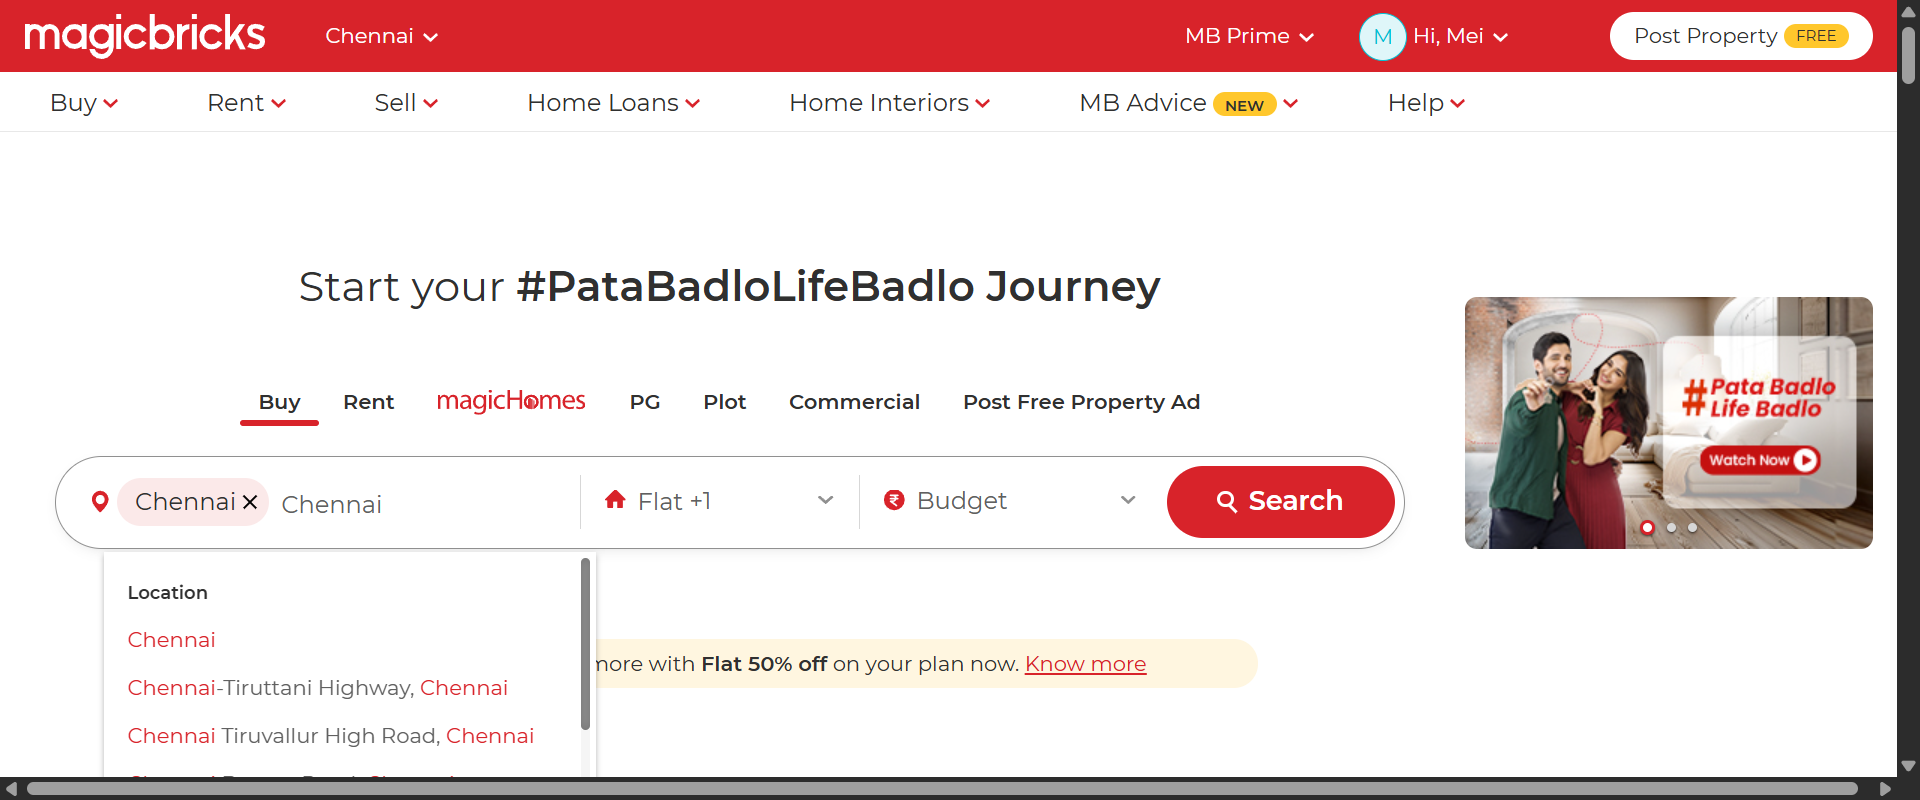 magicbricks Chennai MB Prime M Hi, Mei Post Property FREE
Buy Rent Sell Home Loans Home Interiors MB Advice NEW Help
Start your #PataBadloLifeBadlo Journey
Buy Rent magicHomes PG Plot Commercial Post Free Property Ad
#Pata Badlo
Life Badlo
Watch Now
Chennai Chennai Flat +1 Budget Search
Location
Chennai
more with Flat 50% off on your plan now. Know more
Chennai-Tiruttani Highway, Chennai
Chennai Tiruvallur High Road, Chennai